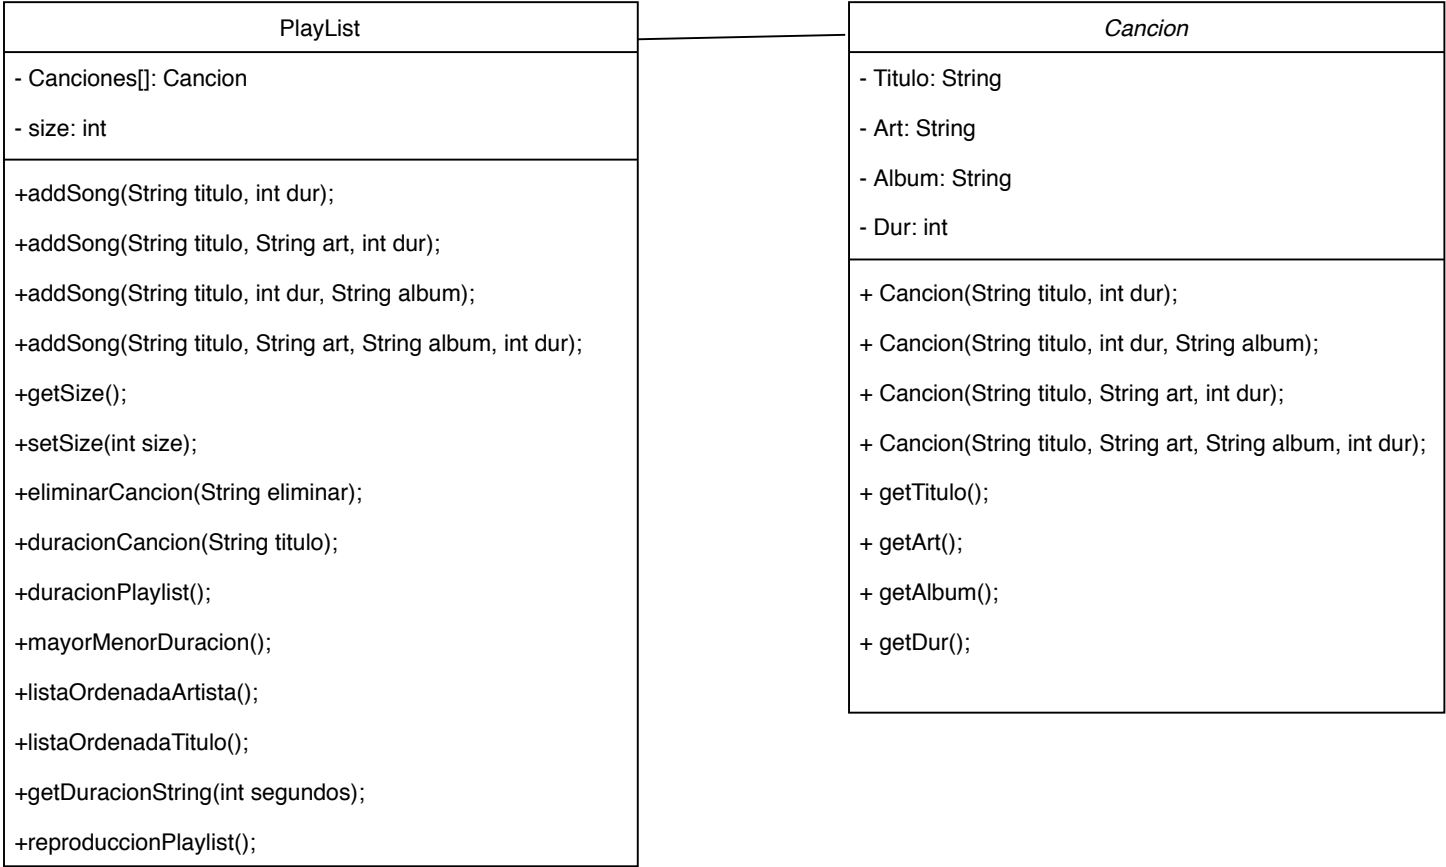 PlayList
- Canciones[]: Cancion
- size: int
+addSong(String titulo, int dur);
+addSong(String titulo, String art, int dur);
+addSong(String titulo, int dur, String album);
+addSong(String titulo, String art, String album, int dur);
+getSize();
+setSize(int size);
+eliminarCancion(String eliminar);
+duracionCancion(String titulo);
+duracionPlaylist();
+mayorMenorDuracion();
+listaOrdenadaArtista();
+listaOrdenadaTitulo();
+getDuracionString(int segundos);
+reproduccionPlaylist();
Cancion
- Titulo: String
- Art: String
- Album: String
- Dur: int
+ Cancion(String titulo, int dur);
+ Cancion(String titulo, int dur, String album);
+ Cancion(String titulo, String art, int dur);
+ Cancion(String titulo, String art, String album, int dur);
+ getTitulo();
+ getArt();
+ getAlbum();
+ getDur();